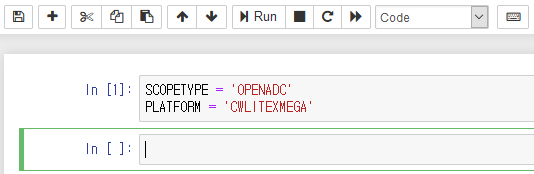 Run
Code
In [1]:
SCOPETYPE = 'OPENADC'
PLATFORM = 'CWLITEXMEGA'
In [ ]: